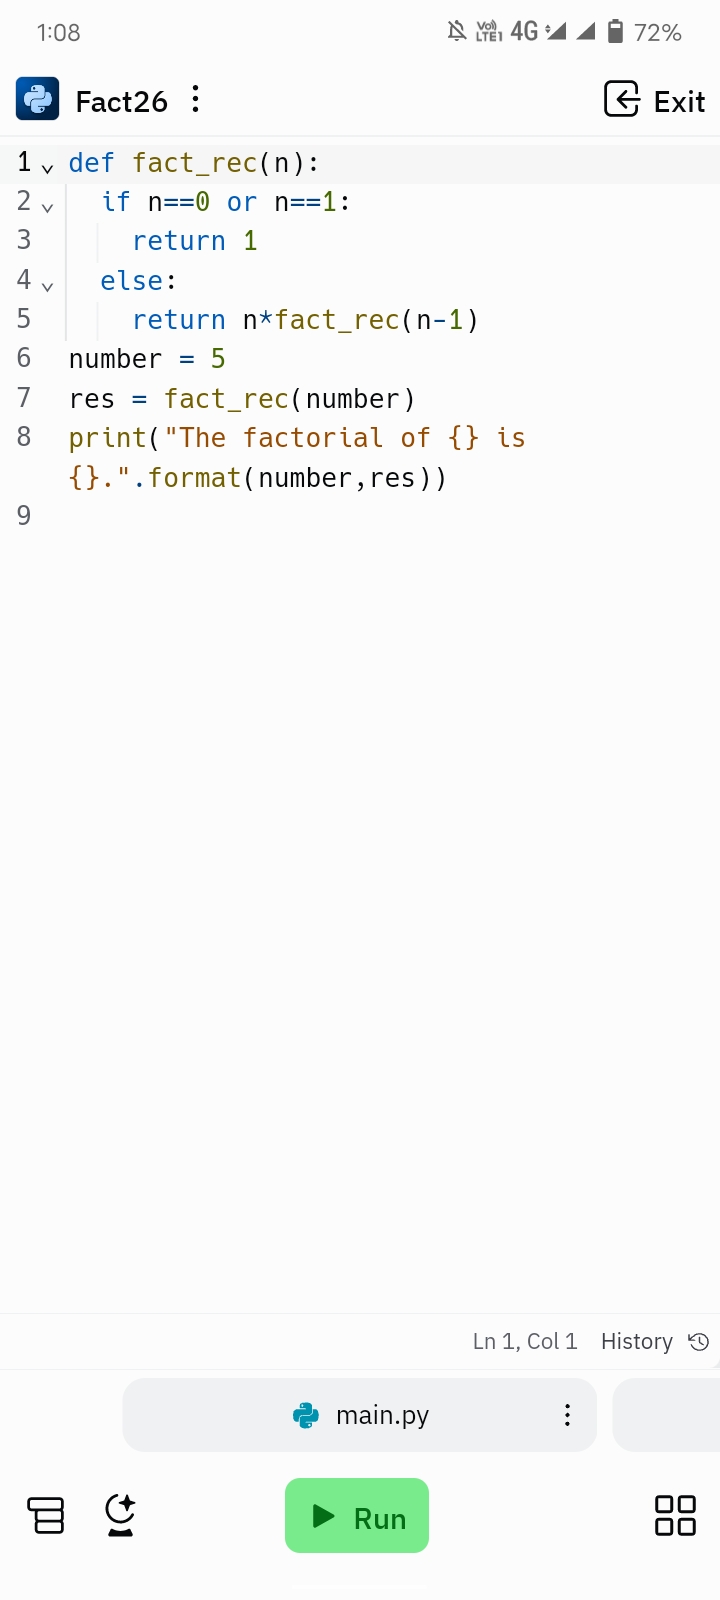 1:08 Vo) LTE1 4G 72%
Fact26 Exit
1 def fact_rec(n):
2 if n==0 or n==1:
3 return 1
4 else:
5 return n*fact_rec(n-1)
6 number = 5
7 res = fact_rec(number)
8 print("The factorial of {} is
{}.".format(number,res))
9
Ln 1, Col 1 History
main.py
Run